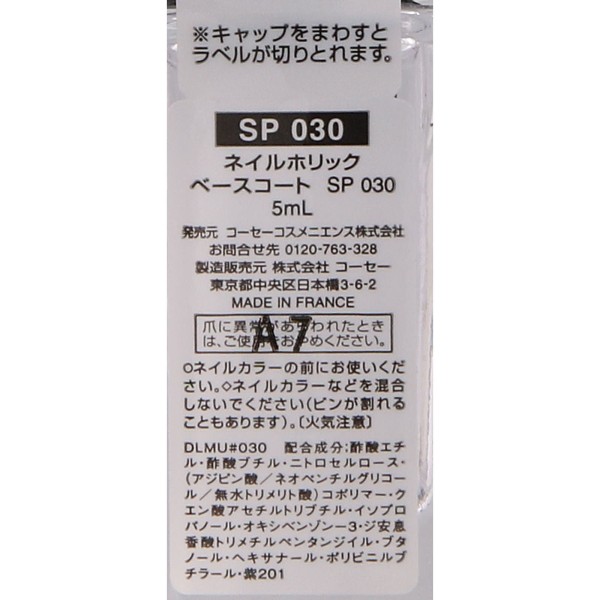 ※キャップをまわすと
ラベルが切りとれます。
SP 030
ネイルホリック
ベースコート SP 030
5mL
発売元 コーセーコスメニエンス株式会社
お問合せ先 0120-763-328
製造販売元 株式会社 コーセー
東京都中央区日本橋3-6-2
MADE IN FRANCE
爪に異常があらわれたとき
は、ご使用をおやめください。
A7
○ネイルカラーの前にお使いくだ
さい。◇ネイルカラーなどを混合
しないでください(ビンが割れる
こともあります)。〔火気注意〕
DLMU#030 配合成分:酢酸エチ
ル・酢酸ブチル・ニトロセルロース・
(アジピン酸/ネオペンチルグリコー
ル/無水トリメリト酸)コポリマー・ク
エン酸アセチルトリブチル・イソプロ
パノール・オキシベンゾン-3・ジ安息
香酸トリメチルペンタンジイル・ブタ
ノール・ヘキサナール・ポリビニルブ
チラール・紫201